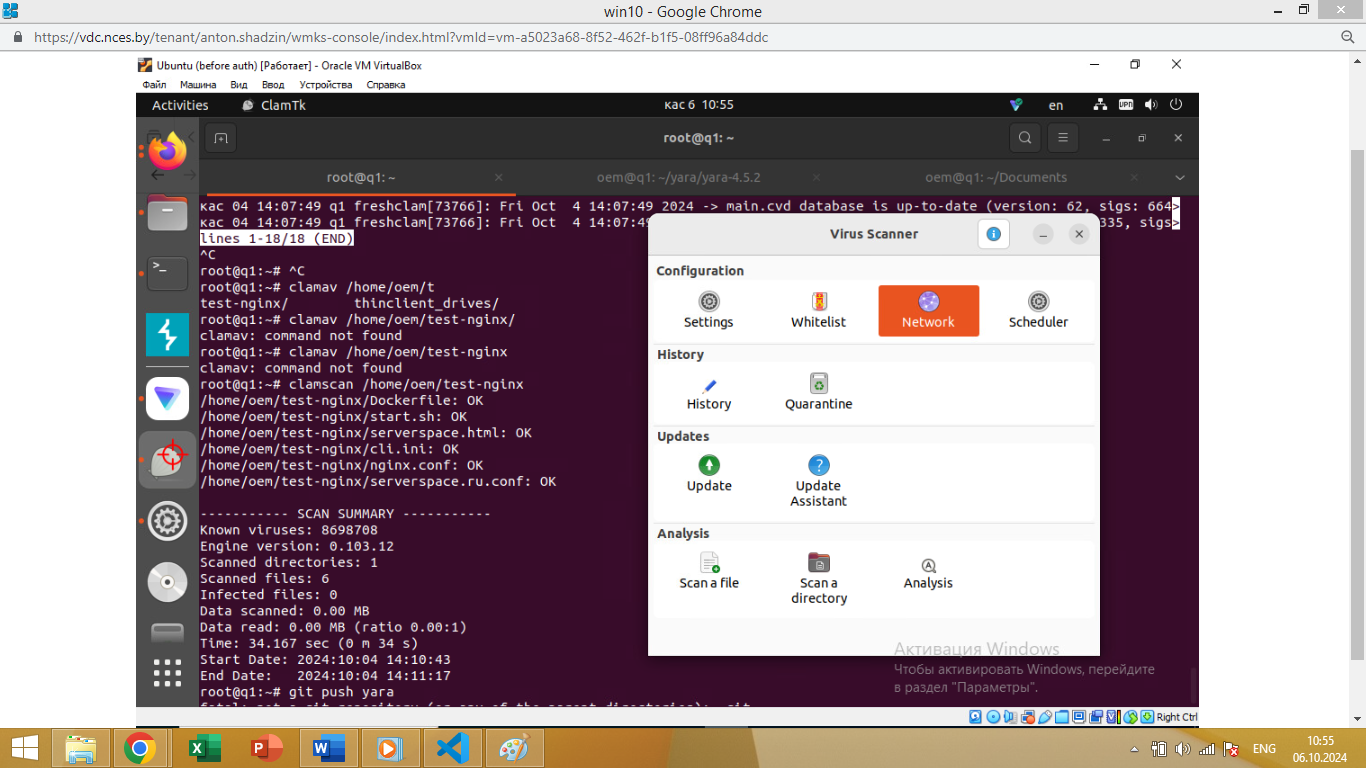 win10 - Google Chrome
https://vdc.nces.by/tenant/anton.shadzin/wmks-console/index.html?vmId=vm-a5023a68-8f52-462f-b1f5-08ff96a84ddc
Ubuntu (before auth) [Работает] - Oracle VM VirtualBox
Файл Машина Вид Ввод Устройства Справка
Activities ClamTk кас 6 10:55 en VPN
root@q1: ~
root@q1: ~ oem@q1: ~/yara/yara-4.5.2 oem@q1: ~/Documents
кас 04 14:07:49 q1 freshclam[73766]: Fri Oct  4 14:07:49 2024 -> main.cvd database is up-to-date (version: 62, sigs: 664>
кас 04 14:07:49 q1 freshclam[73766]: Fri Oct  4 14:07:49 335, sigs>
lines 1-18/18 (END)
^C
root@q1:~# ^C
root@q1:~# clamav /home/oem/t
test-nginx/ thinclient_drives/
root@q1:~# clamav /home/oem/test-nginx/
clamav: command not found
root@q1:~# clamav /home/oem/test-nginx
clamav: command not found
root@q1:~# clamscan /home/oem/test-nginx
/home/oem/test-nginx/Dockerfile: OK
/home/oem/test-nginx/start.sh: OK
/home/oem/test-nginx/serverspace.html: OK
/home/oem/test-nginx/cli.ini: OK
/home/oem/test-nginx/nginx.conf: OK
/home/oem/test-nginx/serverspace.ru.conf: OK
----------- SCAN SUMMARY -----------
Known viruses: 8698708
Engine version: 0.103.12
Scanned directories: 1
Scanned files: 6
Infected files: 0
Data scanned: 0.00 MB
Data read: 0.00 MB (ratio 0.00:1)
Time: 34.167 sec (0 m 34 s)
Start Date: 2024:10:04 14:10:43
End Date:   2024:10:04 14:11:17
root@q1:~# git push yara
Virus Scanner
Configuration
Settings Whitelist Network Scheduler
History
History Quarantine
Updates
Update Update
Assistant
Analysis
Scan a file Scan a
directory Analysis
Активация Windows
Чтобы активировать Windows, перейдите
в раздел "Параметры".
Right Ctrl
ENG
10:55
06.10.2024